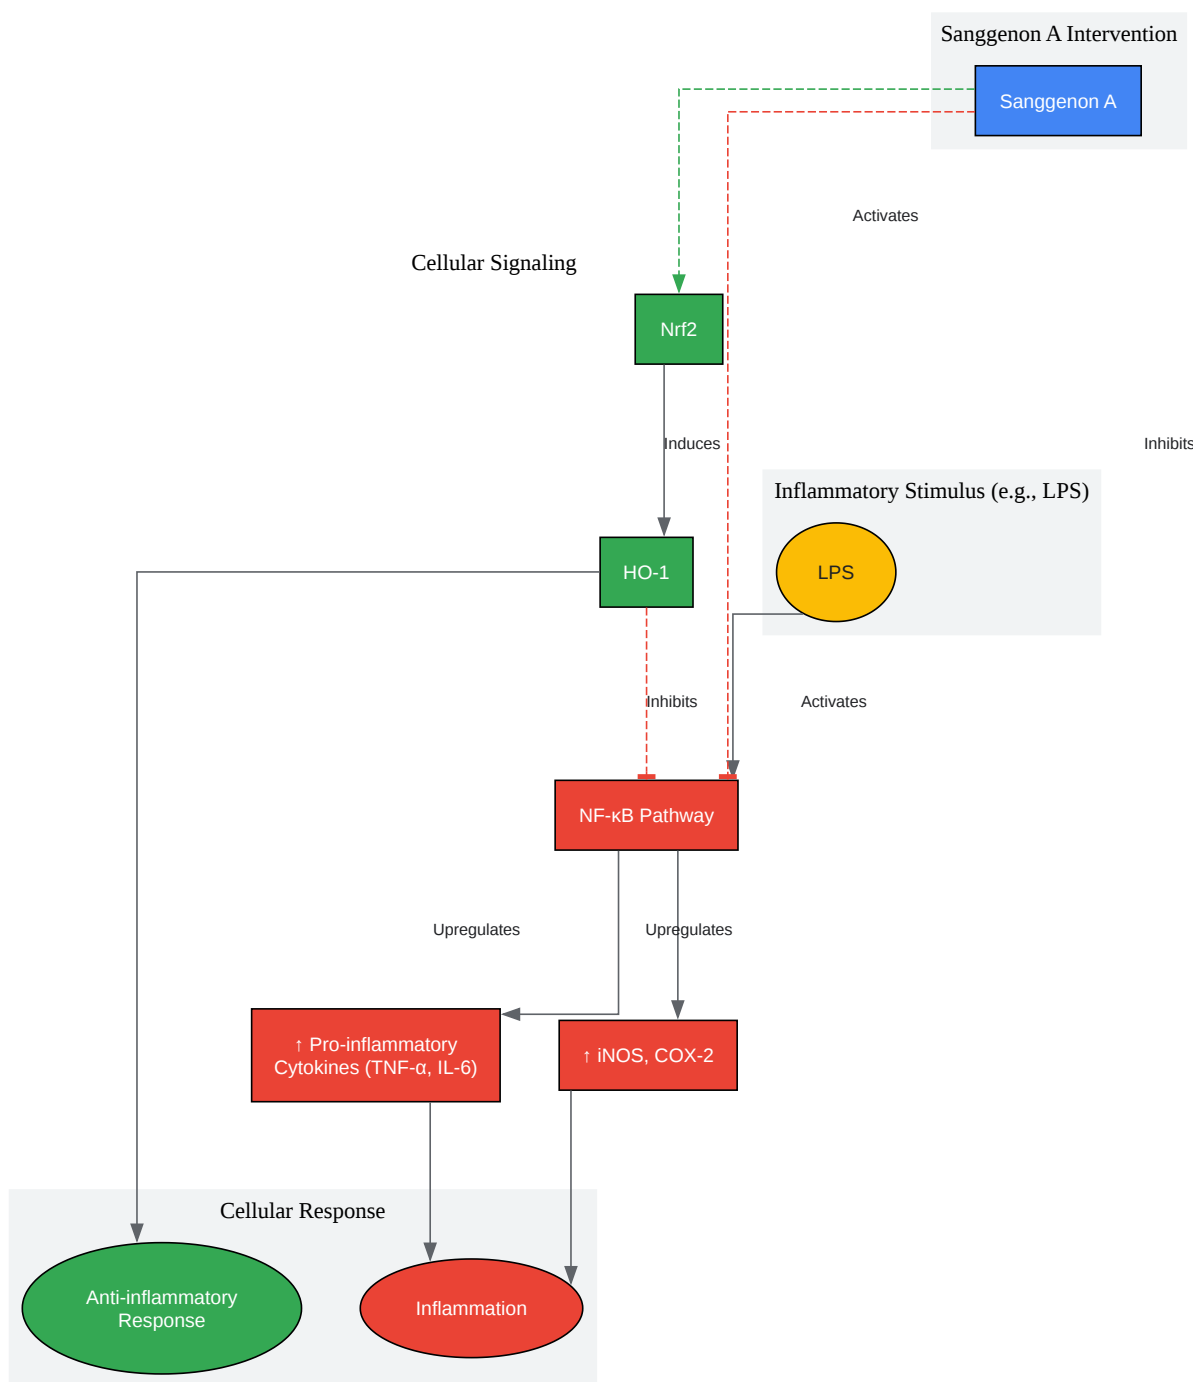 Sanggenon A Intervention
Sanggenon A
Activates
Cellular Signaling
Nrf2
Induces
Inhibits
Inflammatory Stimulus (e.g., LPS)
HO-1
LPS
Inhibits
Activates
NF-κB Pathway
Upregulates
Upregulates
↑ Pro-inflammatory
Cytokines (TNF-α, IL-6)
↑ iNOS, COX-2
Cellular Response
Anti-inflammatory
Response
Inflammation